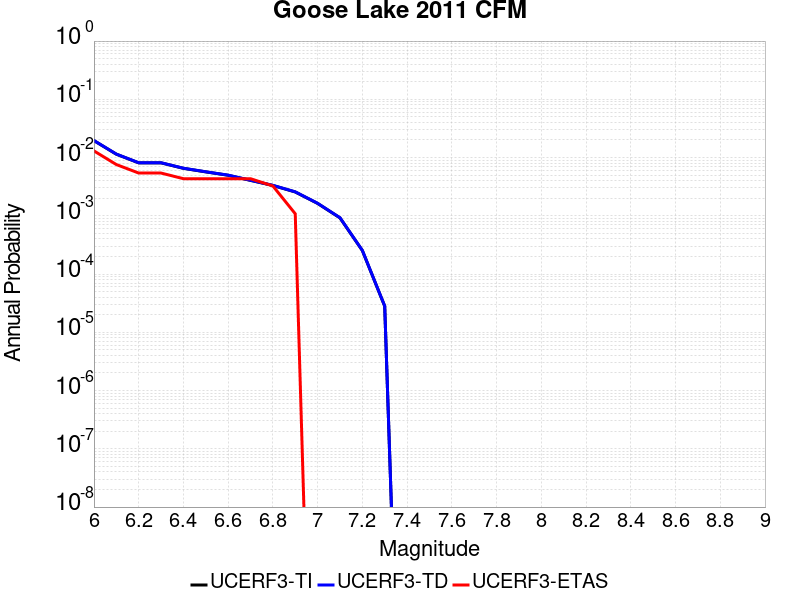 Goose Lake 2011 CFM
10^0
10^-1
10^-2
10^-3
10^-4
10^-5
10^-6
10^-7
10^-8
Annual Probability
6 6.2 6.4 6.6 6.8 7 7.2 7.4 7.6 7.8 8 8.2 8.4 8.6 8.8 9
Magnitude
UCERF3-TI UCERF3-TD UCERF3-ETAS